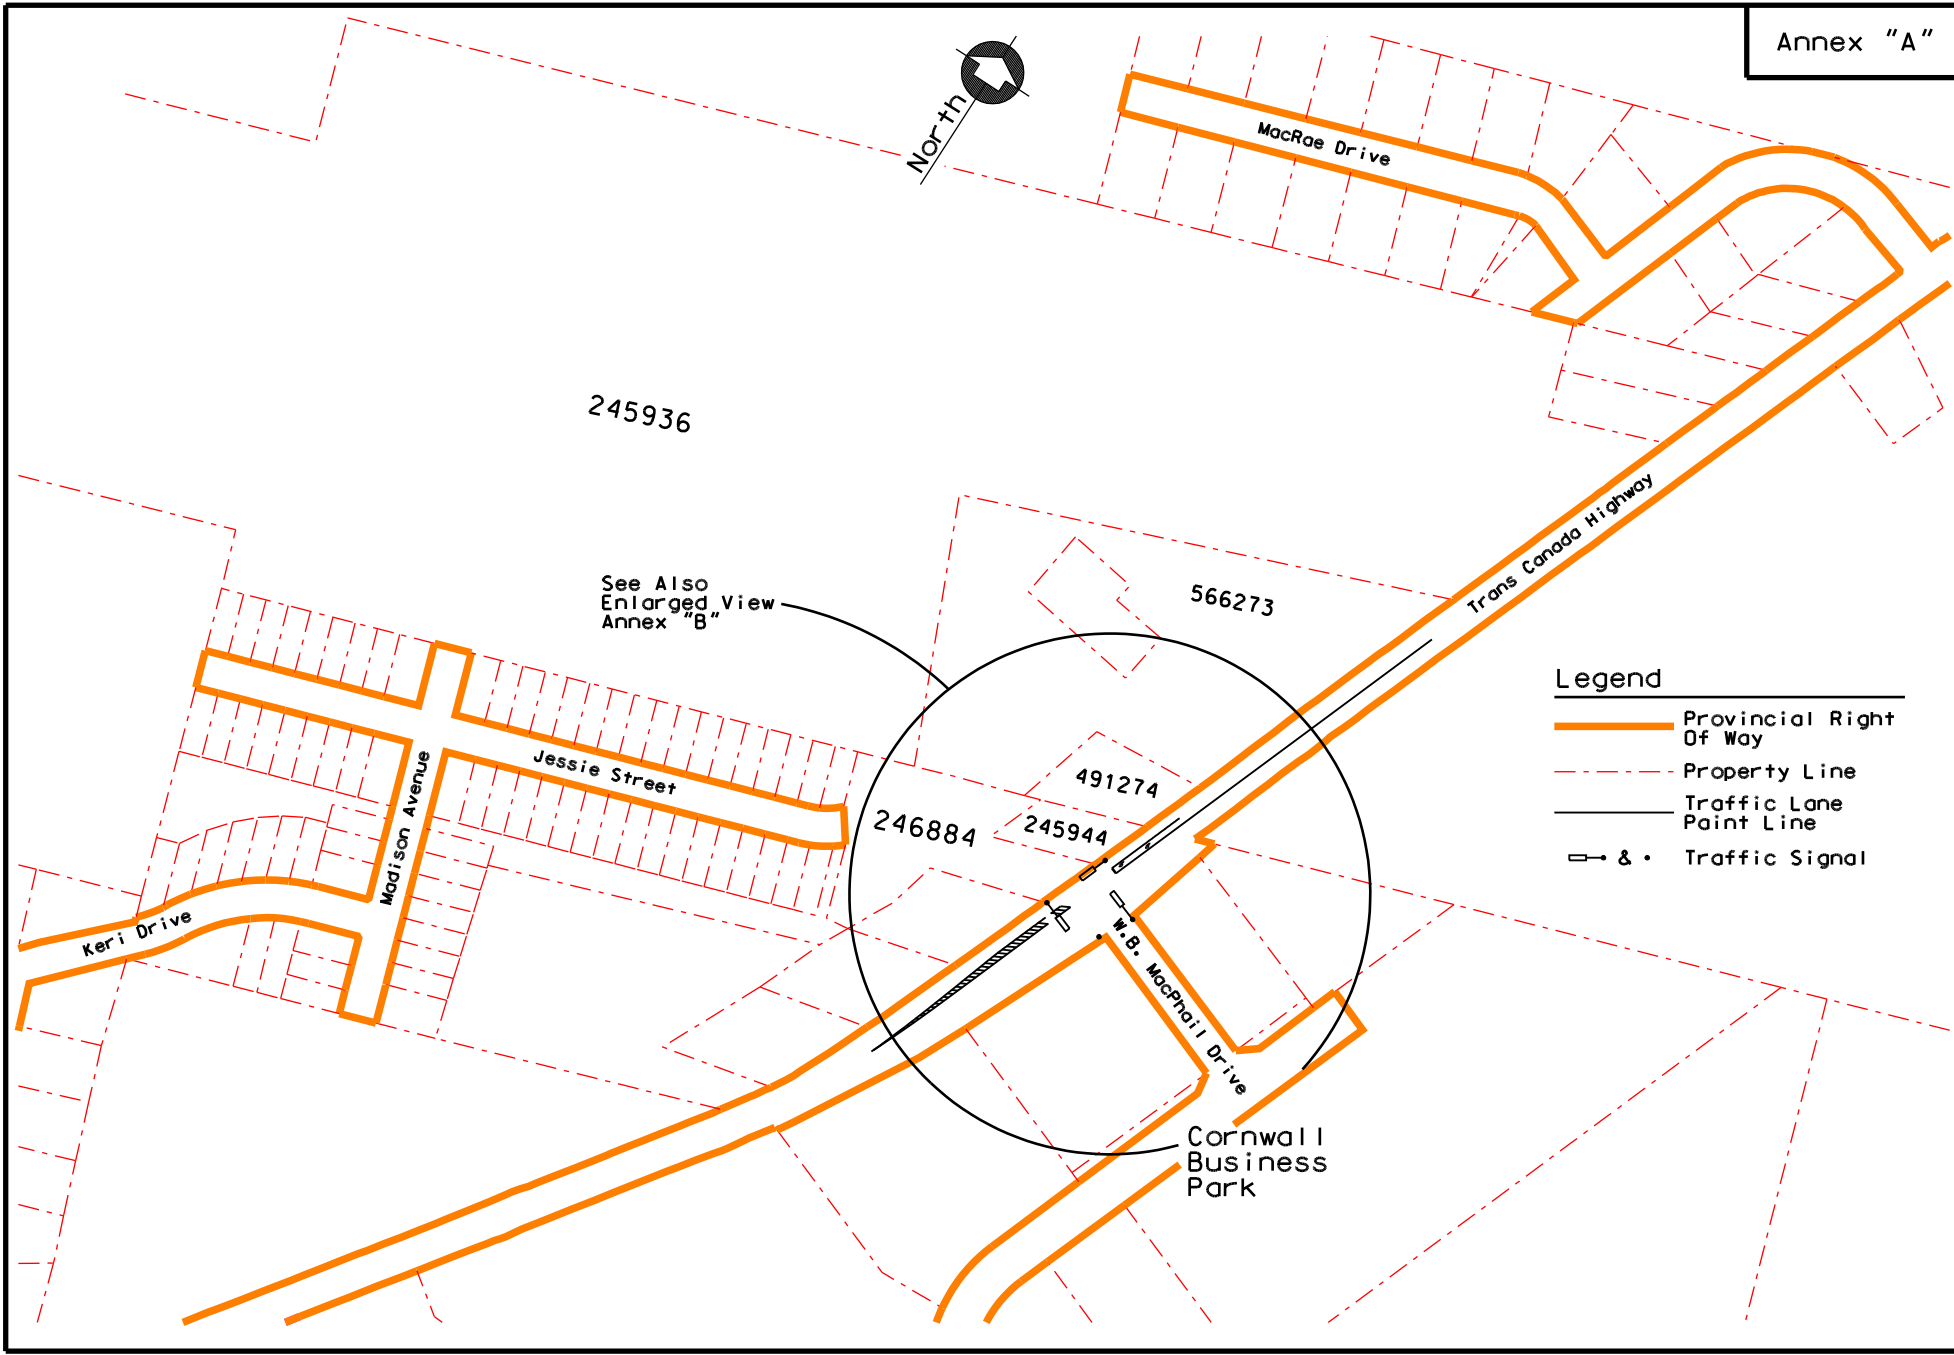 Annex "A"
North
MacRae Drive
245936
Trans Canada Highway
See Also
Enlarged View
Annex "B"
566273
Legend
Provincial Right
Of Way
Property Line
Traffic Lane
Paint Line
& Traffic Signal
Jessie Street
Madison Avenue
491274
246884
245944
Keri Drive
W.B. MacPhail Drive
Cornwall
Business
Park